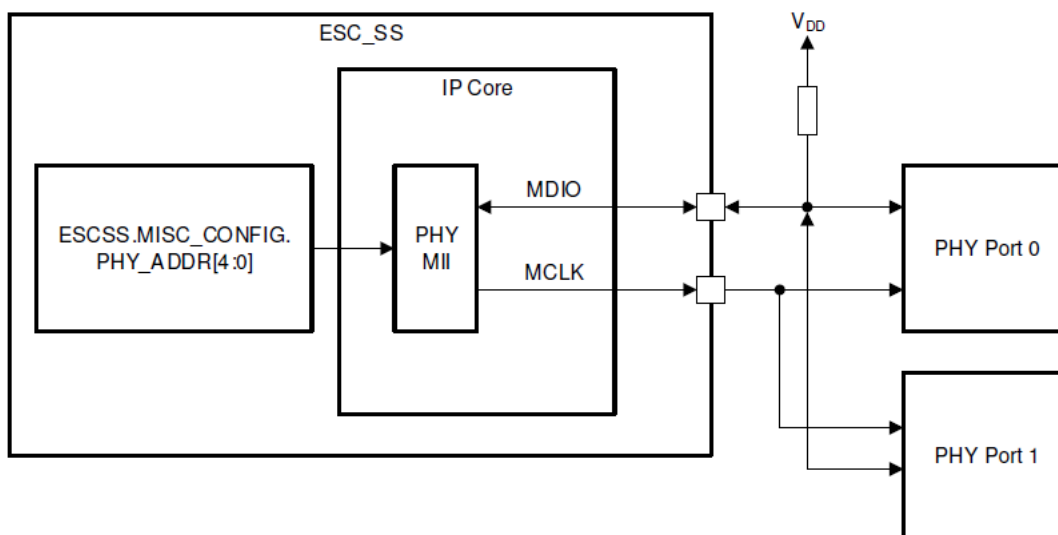 ESC_SS
V_DD
IP Core
ESCSS.MISC_CONFIG.
PHY_ADDR[4:0]
PHY
MII
MDIO
MCLK
PHY Port 0
PHY Port 1